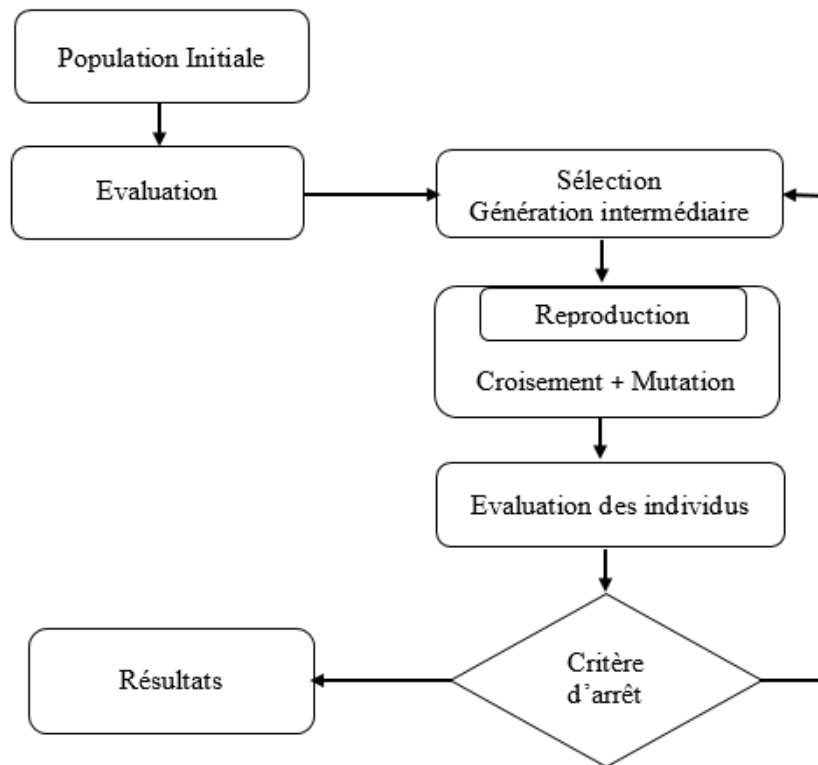 Population Initiale
Evaluation
Sélection
Génération intermédiaire
Reproduction
Croisement + Mutation
Evaluation des individus
Critère
d’arrêt
Résultats